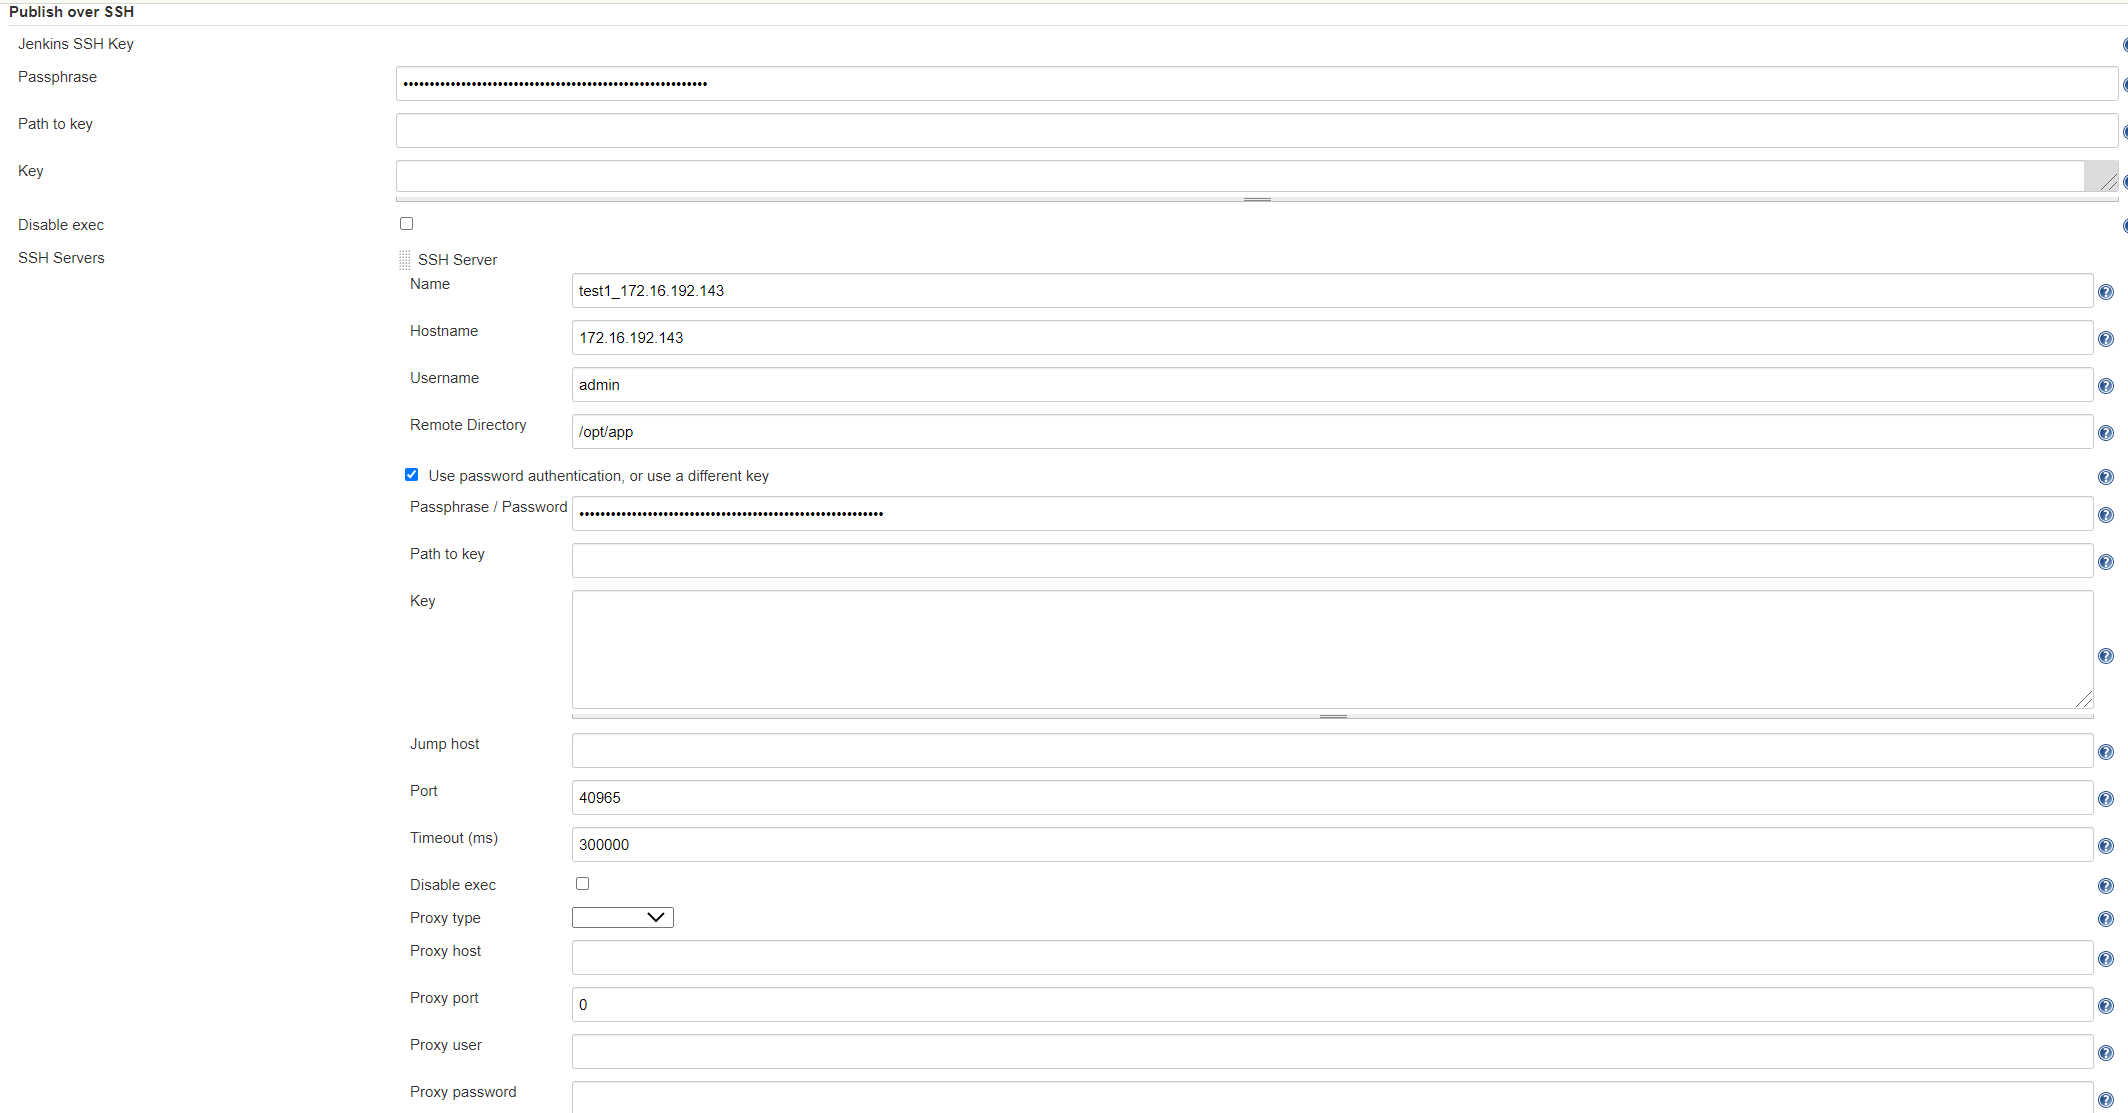 Publish over SSH
Jenkins SSH Key
Passphrase
••••••••••••••••••••••••••••••••••••••••••••••••••••••••••
Path to key
Key
Disable exec
SSH Servers
SSH Server
Name
test1_172.16.192.143
Hostname
172.16.192.143
Username
admin
Remote Directory
/opt/app
Use password authentication, or use a different key
Passphrase / Password
••••••••••••••••••••••••••••••••••••••••••••••••••••••••••
Path to key
Key
Jump host
Port
40965
Timeout (ms)
300000
Disable exec
Proxy type
Proxy host
Proxy port
0
Proxy user
Proxy password